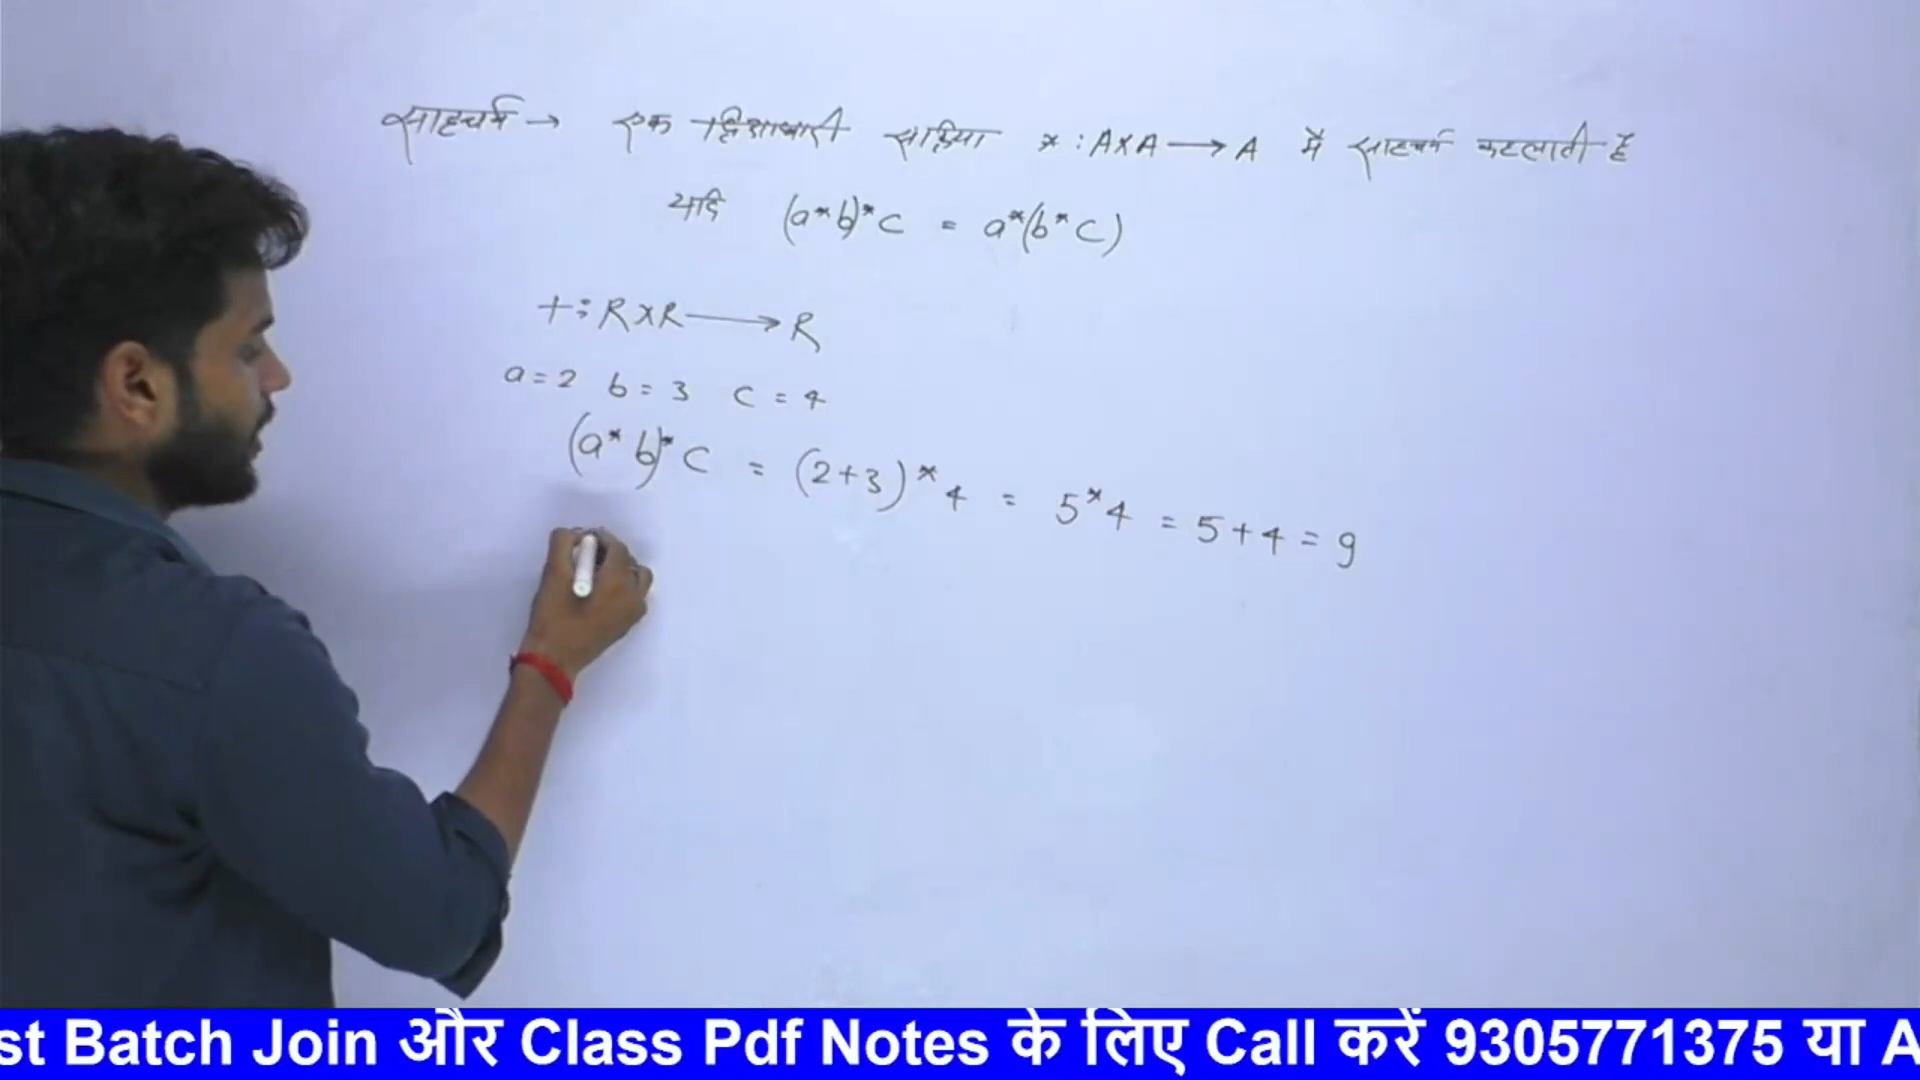 साहचर्य → एक द्विआधारी सक्रिया * : A×A → A में साहचर्य कहलाती है
यदि (a*b)*c = a*(b*c)
+ : R×R → R
a=2 b=3 c=4
(a*b)*c = (2+3)*4 = 5*4 = 5+4 = 9
st Batch Join और Class Pdf Notes के लिए Call करें 9305771375 या A